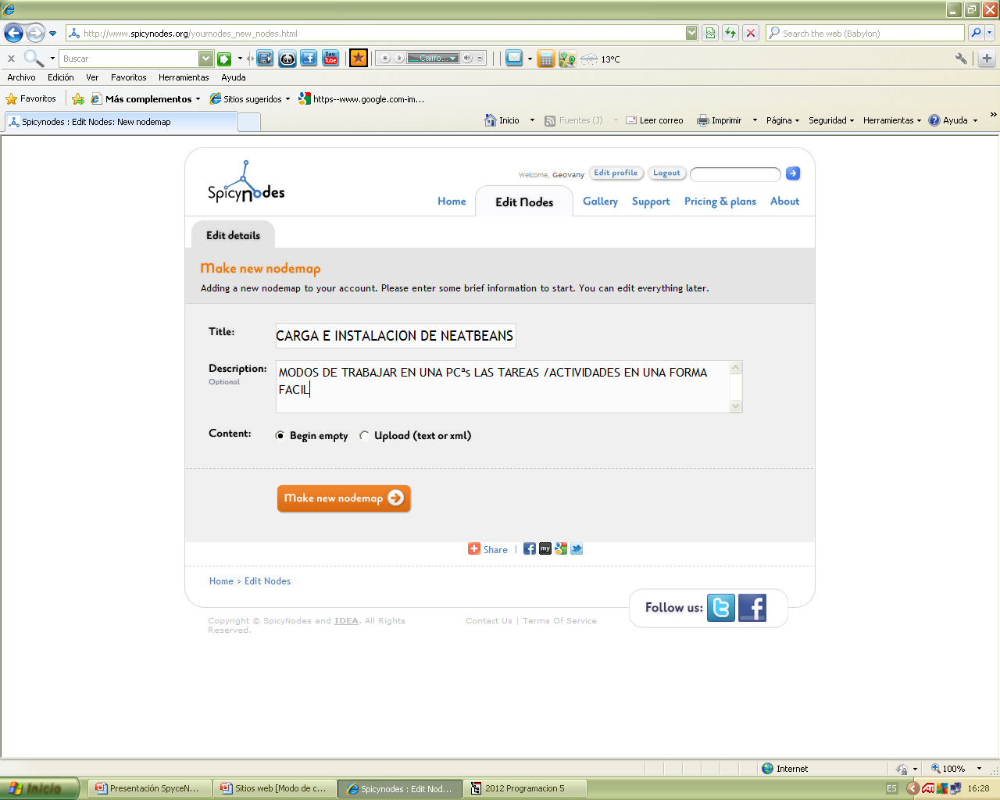 http://www.spicynodes.org/yournodes_new_nodes.html
Search the web (Babylon)
Buscar
You Tube
... Califo...
13°C
Archivo Edición Ver Favoritos Herramientas Ayuda
Favoritos Más complementos Sitios sugeridos https--www.google.com-im...
Spicynodes : Edit Nodes: New nodemap
Inicio Fuentes (J) Leer correo Imprimir Página Seguridad Herramientas Ayuda
Spicynodes
Welcome, Geovany Edit profile Logout
Home Edit Nodes Gallery Support Pricing & plans About
Edit details
Make new nodemap
Adding a new nodemap to your account. Please enter some brief information to start. You can edit everything later.
Title: CARGA E INSTALACION DE NEATBEANS
Description: MODOS DE TRABAJAR EN UNA PCªs LAS TAREAS /ACTIVIDADES EN UNA FORMA
Optional
FACIL
Content: Begin empty Upload (text or xml)
Make new nodemap
Share | my
Home > Edit Nodes
Follow us:
Copyright © SpicyNodes and IDEA. All Rights
Reserved.
Contact Us | Terms Of Service
Internet 100%
Inicio Presentación SpyceN... Sitios web [Modo de c... Spicynodes : Edit Nod... 2012 Programacion 5 ES 16:28